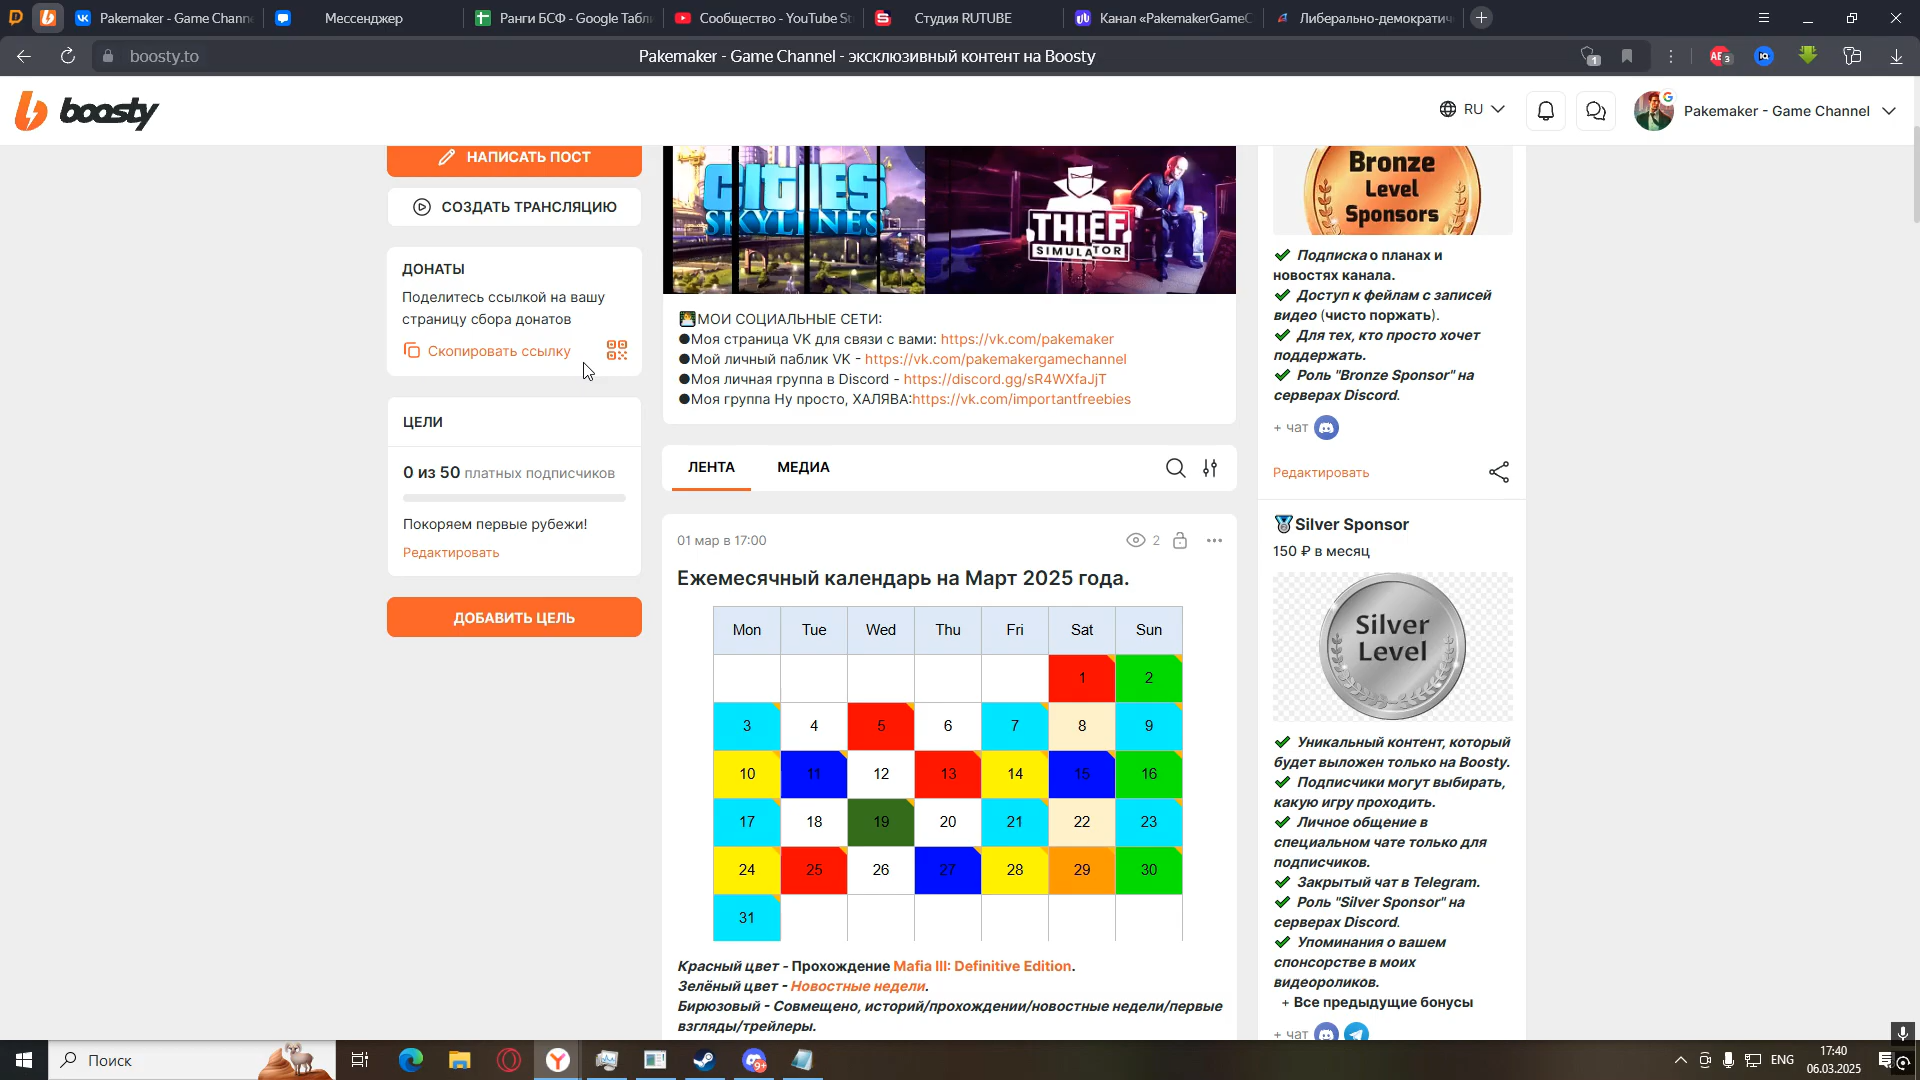 Pakemaker - Game Chann
Мессенджер
Ранги БСФ - Google Табли
Сообщество - YouTube St
Студия RUTUBE
Канал «PakemakerGameC
Либерально-демократич
boosty.to
Pakemaker - Game Channel - эксклюзивный контент на Boosty
boosty
RU
Pakemaker - Game Channel
НАПИСАТЬ ПОСТ
СОЗДАТЬ ТРАНСЛЯЦИЮ
ДОНАТЫ
Поделитесь ссылкой на вашу
страницу сбора донатов
Скопировать ссылку
ЦЕЛИ
0 из 50 платных подписчиков
Покоряем первые рубежи!
Редактировать
ДОБАВИТЬ ЦЕЛЬ
CITIES
SKYLINES
THIEF
SIMULATOR
МОИ СОЦИАЛЬНЫЕ СЕТИ:
●Моя страница VK для связи с вами: https://vk.com/pakemaker
●Мой личный паблик VK - https://vk.com/pakemakergamechannel
●Моя личная группа в Discord - https://discord.gg/sR4WXfaJjT
●Моя группа Ну просто, ХАЛЯВА:https://vk.com/importantfreebies
ЛЕНТА МЕДИА
01 мар в 17:00
2
Ежемесячный календарь на Март 2025 года.
Mon Tue Wed Thu Fri Sat Sun
1 2
3 4 5 6 7 8 9
10 11 12 13 14 15 16
17 18 19 20 21 22 23
24 25 26 27 28 29 30
31
Красный цвет - Прохождение Mafia III: Definitive Edition.
Зелёный цвет - Новостные недели.
Бирюзовый - Совмещено, историй/прохождении/новостные недели/первые
взгляды/трейлеры.
Bronze
Level
Sponsors
✔ Подписка о планах и
новостях канала.
✔ Доступ к фейлам с записей
видео (чисто поржать).
✔ Для тех, кто просто хочет
поддержать.
✔ Роль "Bronze Sponsor" на
серверах Discord.
+ чат
Редактировать
Silver Sponsor
150 ₽ в месяц
Silver
Level
✔ Уникальный контент, который
будет выложен только на Boosty.
✔ Подписчики могут выбирать,
какую игру проходить.
✔ Личное общение в
специальном чате только для
подписчиков.
✔ Закрытый чат в Telegram.
✔ Роль "Silver Sponsor" на
серверах Discord.
✔ Упоминания о вашем
спонсорстве в моих
видеороликах.
+ Все предыдущие бонусы
+ чат
Поиск
ENG
17:40
06.03.2025